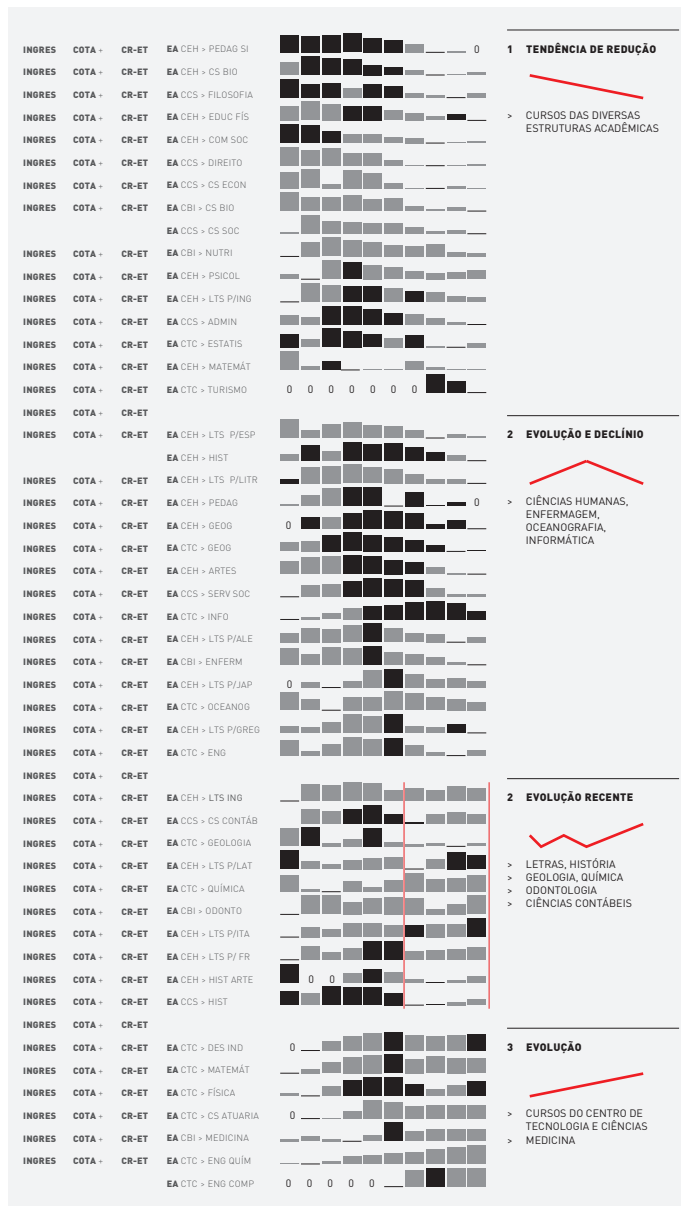 INGRES COTA + CR-ET EA CEH > PEDAG SI 0
INGRES COTA + CR-ET EA CEH > CS BIO
INGRES COTA + CR-ET EA CCS > FILOSOFIA
INGRES COTA + CR-ET EA CEH > EDUC FÍS
INGRES COTA + CR-ET EA CEH > COM SOC
INGRES COTA + CR-ET EA CCS > DIREITO
INGRES COTA + CR-ET EA CCS > CS ECON
INGRES COTA + CR-ET EA CBI > CS BIO
EA CCS > CS SOC
INGRES COTA + CR-ET EA CBI > NUTRI
INGRES COTA + CR-ET EA CEH > PSICOL
INGRES COTA + CR-ET EA CEH > LTS P/ING
INGRES COTA + CR-ET EA CCS > ADMIN
INGRES COTA + CR-ET EA CTC > ESTATIS
INGRES COTA + CR-ET EA CEH > MATEMÁT
INGRES COTA + CR-ET EA CTC > TURISMO 0 0 0 0 0 0 0
1 TENDÊNCIA DE REDUÇÃO
> CURSOS DAS DIVERSAS
ESTRUTURAS ACADÊMICAS
INGRES COTA + CR-ET
INGRES COTA + CR-ET EA CEH > LTS P/ESP
EA CEH > HIST
INGRES COTA + CR-ET EA CEH > LTS P/LITR
INGRES COTA + CR-ET EA CEH > PEDAG 0
INGRES COTA + CR-ET EA CEH > GEOG 0
INGRES COTA + CR-ET EA CTC > GEOG
INGRES COTA + CR-ET EA CEH > ARTES
INGRES COTA + CR-ET EA CCS > SERV SOC
INGRES COTA + CR-ET EA CTC > INFO
INGRES COTA + CR-ET EA CEH > LTS P/ALE
INGRES COTA + CR-ET EA CBI > ENFERM
INGRES COTA + CR-ET EA CEH > LTS P/JAP 0
INGRES COTA + CR-ET EA CTC > OCEANOG
INGRES COTA + CR-ET EA CEH > LTS P/GREG
INGRES COTA + CR-ET EA CTC > ENG
2 EVOLUÇÃO E DECLÍNIO
> CIÊNCIAS HUMANAS,
ENFERMAGEM,
OCEANOGRAFIA,
INFORMÁTICA
INGRES COTA + CR-ET
INGRES COTA + CR-ET EA CEH > LTS ING
INGRES COTA + CR-ET EA CCS > CS CONTÁB
INGRES COTA + CR-ET EA CTC > GEOLOGIA
INGRES COTA + CR-ET EA CEH > LTS P/LAT
INGRES COTA + CR-ET EA CTC > QUÍMICA
INGRES COTA + CR-ET EA CBI > ODONTO
INGRES COTA + CR-ET EA CEH > LTS P/ITA
INGRES COTA + CR-ET EA CEH > LTS P/ FR
INGRES COTA + CR-ET EA CEH > HIST ARTE 0 0
INGRES COTA + CR-ET EA CCS > HIST
2 EVOLUÇÃO RECENTE
> LETRAS, HISTÓRIA
> GEOLOGIA, QUÍMICA
> ODONTOLOGIA
> CIÊNCIAS CONTÁBEIS
INGRES COTA + CR-ET
INGRES COTA + CR-ET EA CTC > DES IND 0
INGRES COTA + CR-ET EA CTC > MATEMÁT
INGRES COTA + CR-ET EA CTC > FÍSICA
INGRES COTA + CR-ET EA CTC > CS ATUARIA 0
INGRES COTA + CR-ET EA CBI > MEDICINA
INGRES COTA + CR-ET EA CTC > ENG QUÍM
EA CTC > ENG COMP 0 0 0 0 0
3 EVOLUÇÃO
> CURSOS DO CENTRO DE
TECNOLOGIA E CIÊNCIAS
> MEDICINA